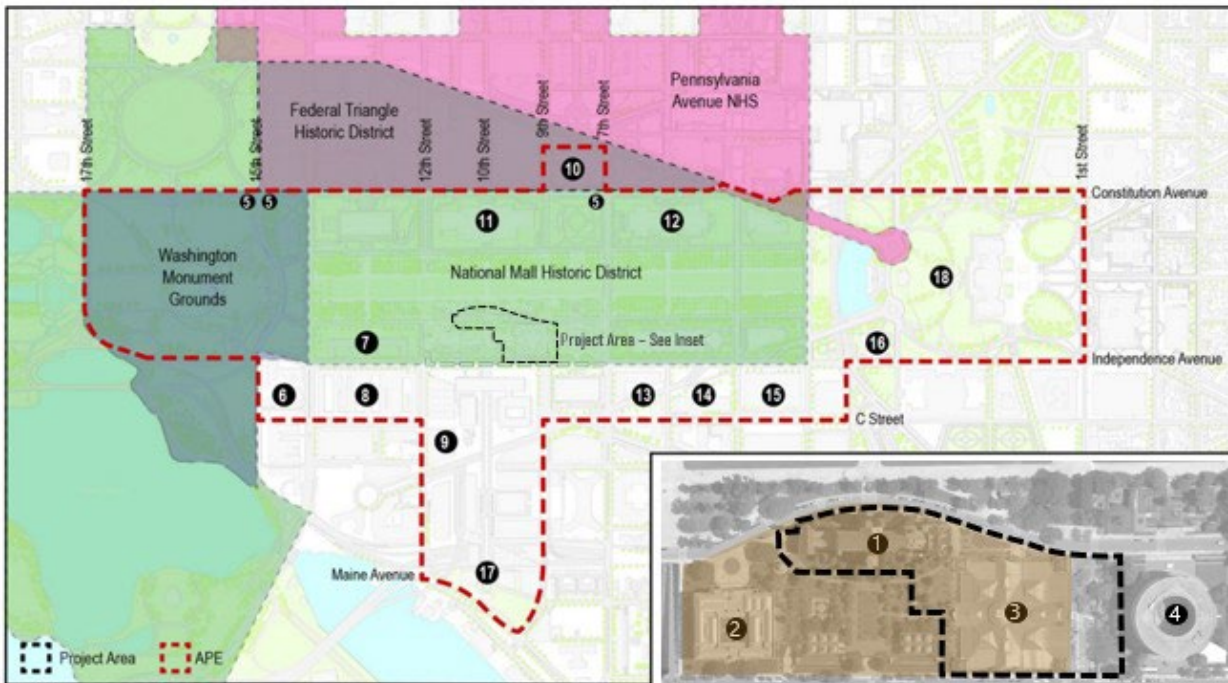 Pennsylvania
Avenue NHS
Federal Triangle
Historic District
17th Street
15th Street
12th Street
10th Street
9th Street
7th Street
1st Street
10
Constitution Avenue
5
5
5
11
12
Washington
Monument
Grounds
National Mall Historic District
18
7
Project Area – See Inset
16
Independence Avenue
6
8
13
14
15
C Street
9
Maine Avenue
17
1
2
3
4
Project Area
APE